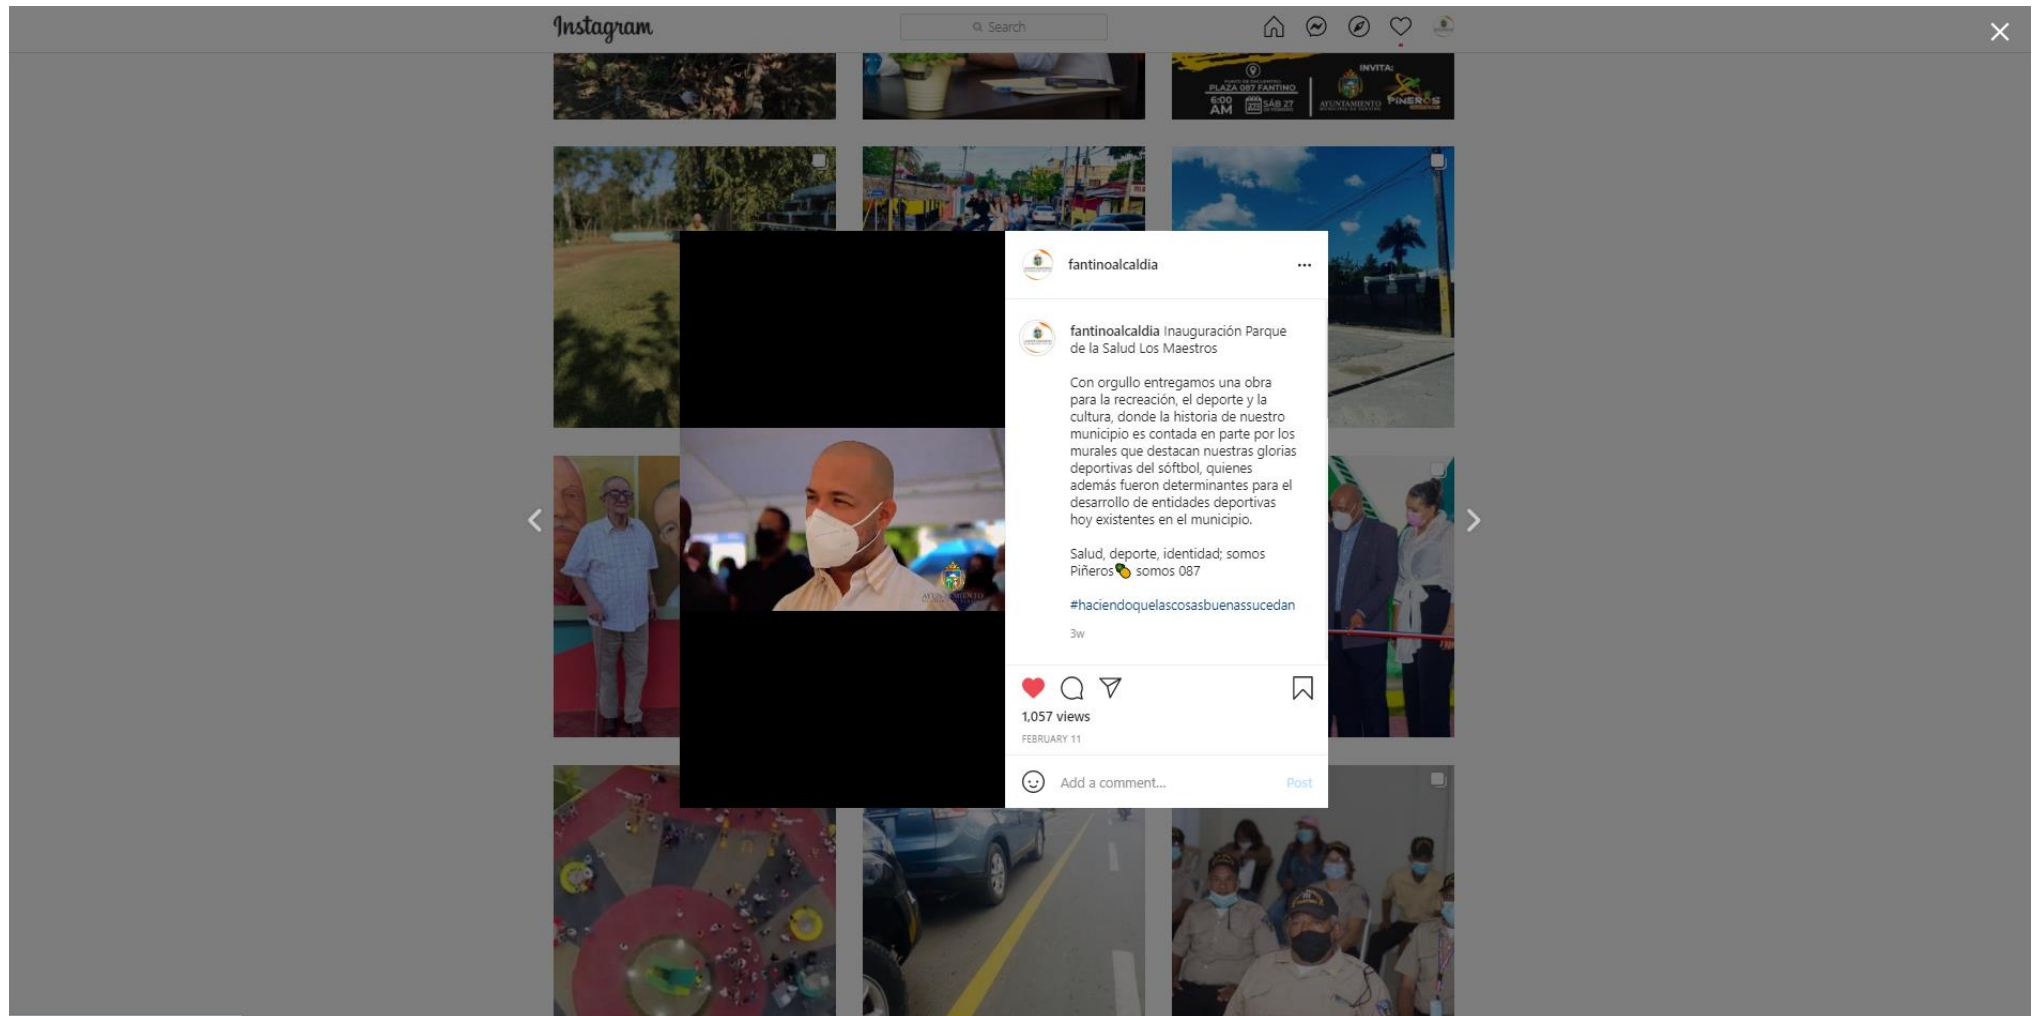 Instagram
Search
INVITA:
PLAZA 087 FANTINO
6:00
AM
SÁB 27
AYUNTAMIENTO
PIÑEROS
fantinoalcaldia
fantinoalcaldia Inauguración Parque
de la Salud Los Maestros
Con orgullo entregamos una obra
para la recreación, el deporte y la
cultura, donde la historia de nuestro
municipio es contada en parte por los
murales que destacan nuestras glorias
deportivas del sóftbol, quienes
además fueron determinantes para el
desarrollo de entidades deportivas
hoy existentes en el municipio.
Salud, deporte, identidad; somos
Piñeros🍍 somos 087
#haciendoquelascosasbuenassucedan
3w
AYUNTAMIENTO
1,057 views
FEBRUARY 11
Add a comment...
Post